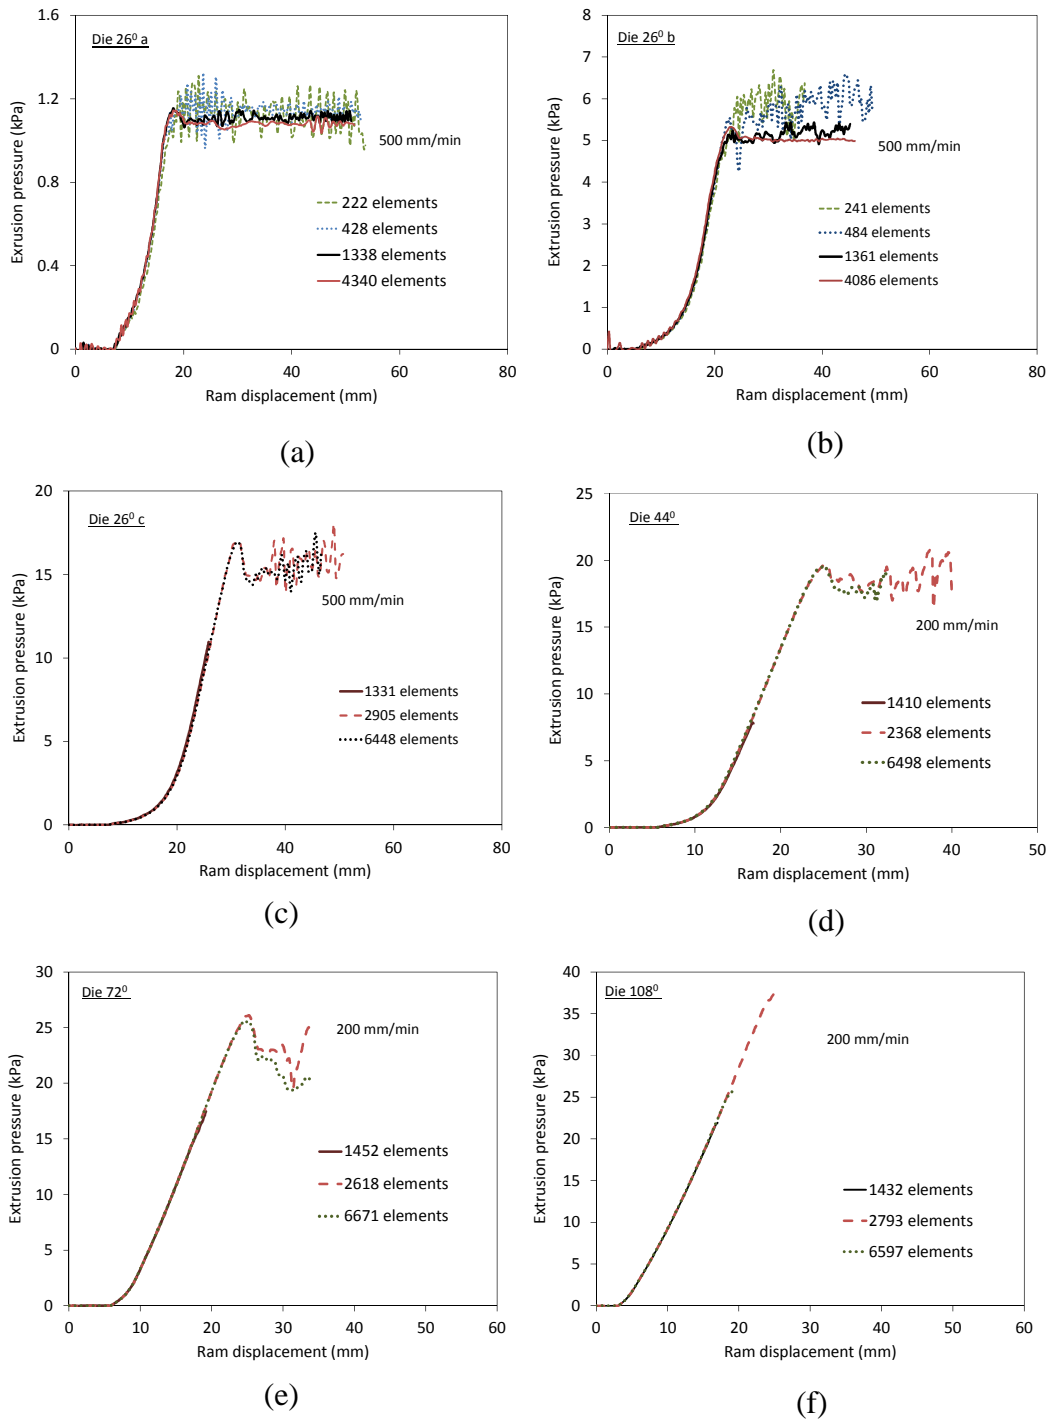 1.6
Die 26⁰ a
1.2
500 mm/min
0.8
222 elements
428 elements
0.4
1338 elements
4340 elements
0
0 20 40 60 80
Exrusion pressure (kPa)
Ram displacement (mm)
(a)
8
Die 26⁰ b
7
6
5
500 mm/min
4
3
241 elements
484 elements
2
1361 elements
1
4086 elements
0
0 20 40 60 80
Extrusion pressure (kPa)
Ram displacement (mm)
(b)
20
Die 26⁰ c
15
500 mm/min
10
1331 elements
2905 elements
5
6448 elements
0
0 20 40 60 80
Extrusion pressure (kPa)
Ram displacement (mm)
(c)
25
Die 44⁰
20
15
200 mm/min
10
1410 elements
2368 elements
5
6498 elements
0
0 10 20 30 40 50
Extrusion pressure (kPa)
Ram displacement (mm)
(d)
30
Die 72⁰
25
200 mm/min
20
15
1452 elements
10
2618 elements
6671 elements
5
0
0 10 20 30 40 50 60
Extrusion pressure (kPa)
Ram displacement (mm)
(e)
40
Die 108⁰
35
200 mm/min
30
25
20
15
1432 elements
10
2793 elements
6597 elements
5
0
0 10 20 30 40 50 60
Extrusion pressure (kPa)
Ram displacement (mm)
(f)